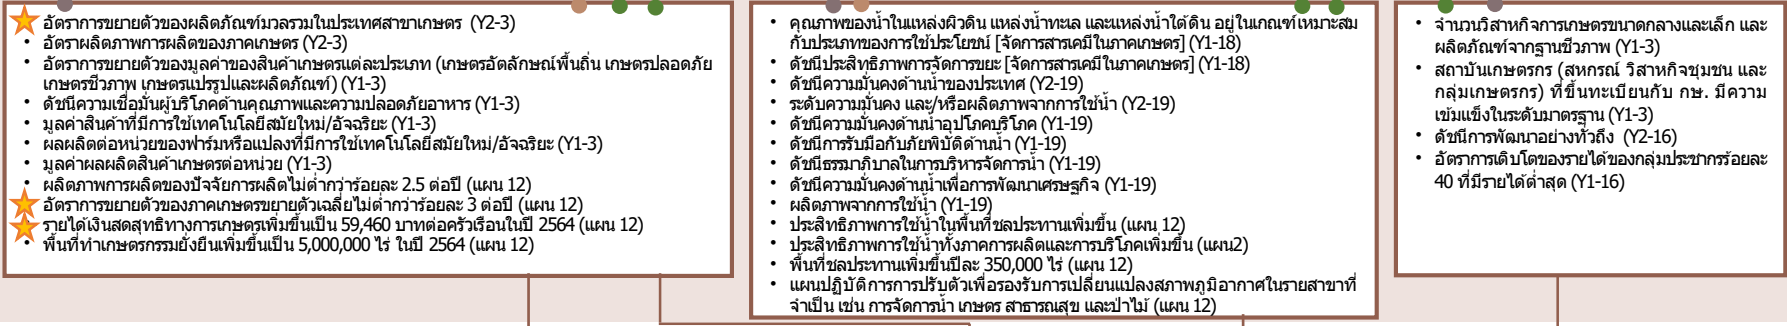 อัตราการขยายตัวของผลิตภัณฑ์มวลรวมในประเทศสาขาเกษตร (Y2-3)
• อัตราผลิตภาพการผลิตของภาคเกษตร (Y2-3)
• อัตราการขยายตัวของมูลค่าของสินค้าเกษตรแต่ละประเภท (เกษตรอัตลักษณ์พื้นถิ่น เกษตรปลอดภัย
เกษตรชีวภาพ เกษตรแปรรูปและผลิตภัณฑ์) (Y1-3)
• ดัชนีความเชื่อมั่นผู้บริโภคด้านคุณภาพและความปลอดภัยอาหาร (Y1-3)
• มูลค่าสินค้าที่มีการใช้เทคโนโลยีสมัยใหม่/อัจฉริยะ (Y1-3)
• ผลผลิตต่อหน่วยของฟาร์มหรือแปลงที่มีการใช้เทคโนโลยีสมัยใหม่/อัจฉริยะ (Y1-3)
• มูลค่าผลผลิตสินค้าเกษตรต่อหน่วย (Y1-3)
• ผลิตภาพการผลิตของปัจจัยการผลิตไม่ต่ำกว่าร้อยละ 2.5 ต่อปี (แผน 12)
อัตราการขยายตัวของภาคเกษตรขยายตัวเฉลี่ยไม่ต่ำกว่าร้อยละ 3 ต่อปี (แผน 12)
รายได้เงินสดสุทธิทางการเกษตรเพิ่มขึ้นเป็น 59,460 บาทต่อครัวเรือนในปี 2564 (แผน 12)
• พื้นที่ทำเกษตรกรรมยั่งยืนเพิ่มขึ้นเป็น 5,000,000 ไร่ ในปี 2564 (แผน 12)
• คุณภาพของน้ำในแหล่งผิวดิน แหล่งน้ำทะเล และแหล่งน้ำใต้ดิน อยู่ในเกณฑ์เหมาะสม
กับประเภทของการใช้ประโยชน์ [จัดการสารเคมีในภาคเกษตร] (Y1-18)
• ดัชนีประสิทธิภาพการจัดการขยะ [จัดการสารเคมีในภาคเกษตร] (Y1-18)
• ดัชนีความมั่นคงด้านน้ำของประเทศ (Y2-19)
• ระดับความมั่นคง และ/หรือผลิตภาพจากการใช้น้ำ (Y2-19)
• ดัชนีความมั่นคงด้านน้ำอุปโภคบริโภค (Y1-19)
• ดัชนีการรับมือกับภัยพิบัติด้านน้ำ (Y1-19)
• ดัชนีธรรมาภิบาลในการบริหารจัดการน้ำ (Y1-19)
• ดัชนีความมั่นคงด้านน้ำเพื่อการพัฒนาเศรษฐกิจ (Y1-19)
• ผลิตภาพจากการใช้น้ำ (Y1-19)
• ประสิทธิภาพการใช้น้ำในพื้นที่ชลประทานเพิ่มขึ้น (แผน 12)
• ประสิทธิภาพการใช้น้ำทั้งภาคการผลิตและการบริโภคเพิ่มขึ้น (แผน2)
• พื้นที่ชลประทานเพิ่มขึ้นปีละ 350,000 ไร่ (แผน 12)
• แผนปฏิบัติการการปรับตัวเพื่อรองรับการเปลี่ยนแปลงสภาพภูมิอากาศในรายสาขาที่
จำเป็น เช่น การจัดการน้ำ เกษตร สาธารณสุข และป่าไม้ (แผน 12)
• จำนวนวิสาหกิจการเกษตรขนาดกลางและเล็ก และ
ผลิตภัณฑ์จากฐานชีวภาพ (Y1-3)
• สถาบันเกษตรกร (สหกรณ์ วิสาหกิจชุมชน และ
กลุ่มเกษตรกร) ที่ขึ้นทะเบียนกับ กษ. มีความ
เข้มแข็งในระดับมาตรฐาน (Y1-3)
• ดัชนีการพัฒนาอย่างทั่วถึง (Y2-16)
• อัตราการเติบโตของรายได้ของกลุ่มประชากรร้อยละ
40 ที่มีรายได้ต่ำสุด (Y1-16)